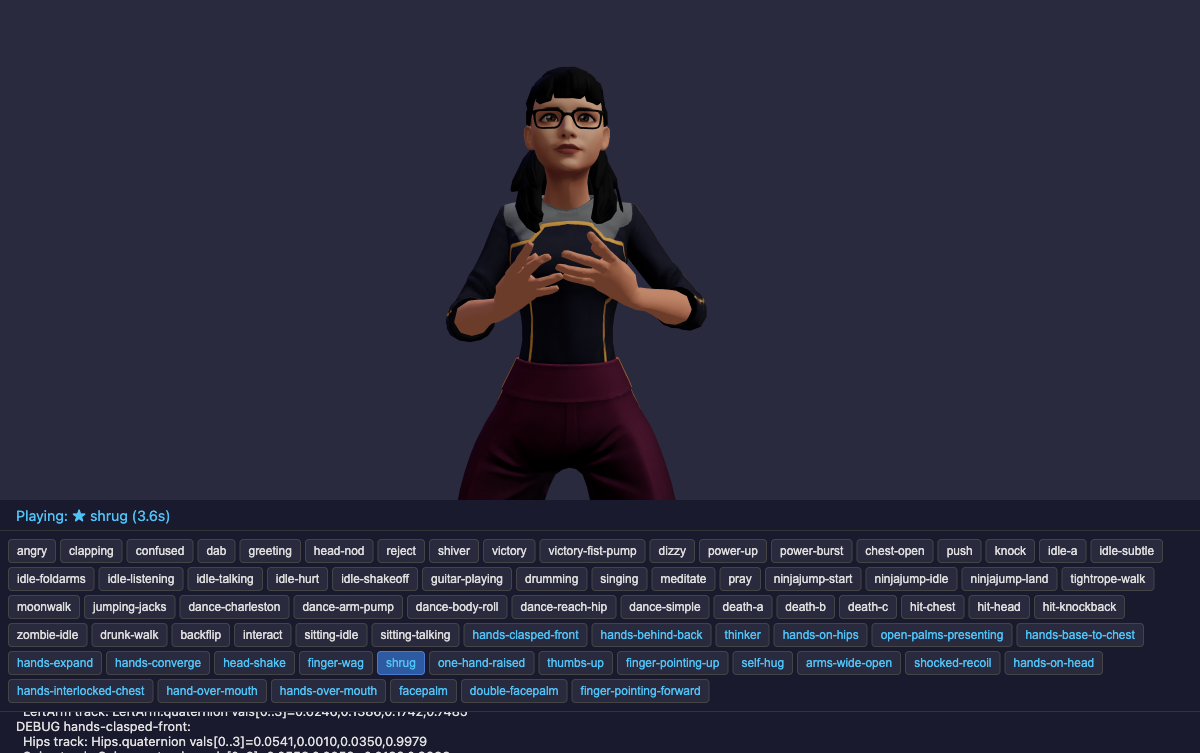 Playing: ★ shrug (3.6s)
angry clapping confused dab greeting head-nod reject shiver victory victory-fist-pump dizzy power-up power-burst chest-open push knock idle-a idle-subtle
idle-foldarms idle-listening idle-talking idle-hurt idle-shakeoff guitar-playing drumming singing meditate pray ninjajump-start ninjajump-idle ninjajump-land tightrope-walk
moonwalk jumping-jacks dance-charleston dance-arm-pump dance-body-roll dance-reach-hip dance-simple death-a death-b death-c hit-chest hit-head hit-knockback
zombie-idle drunk-walk backflip interact sitting-idle sitting-talking hands-clasped-front hands-behind-back thinker hands-on-hips open-palms-presenting hands-base-to-chest
hands-expand hands-converge head-shake finger-wag shrug one-hand-raised thumbs-up finger-pointing-up self-hug arms-wide-open shocked-recoil hands-on-head
hands-interlocked-chest hand-over-mouth hands-over-mouth facepalm double-facepalm finger-pointing-forward
LeftArm track: LeftArm.quaternion
DEBUG hands-clasped-front:
Hips track: Hips.quaternion vals[0..3]=0.0541,0.0010,0.0350,0.9979